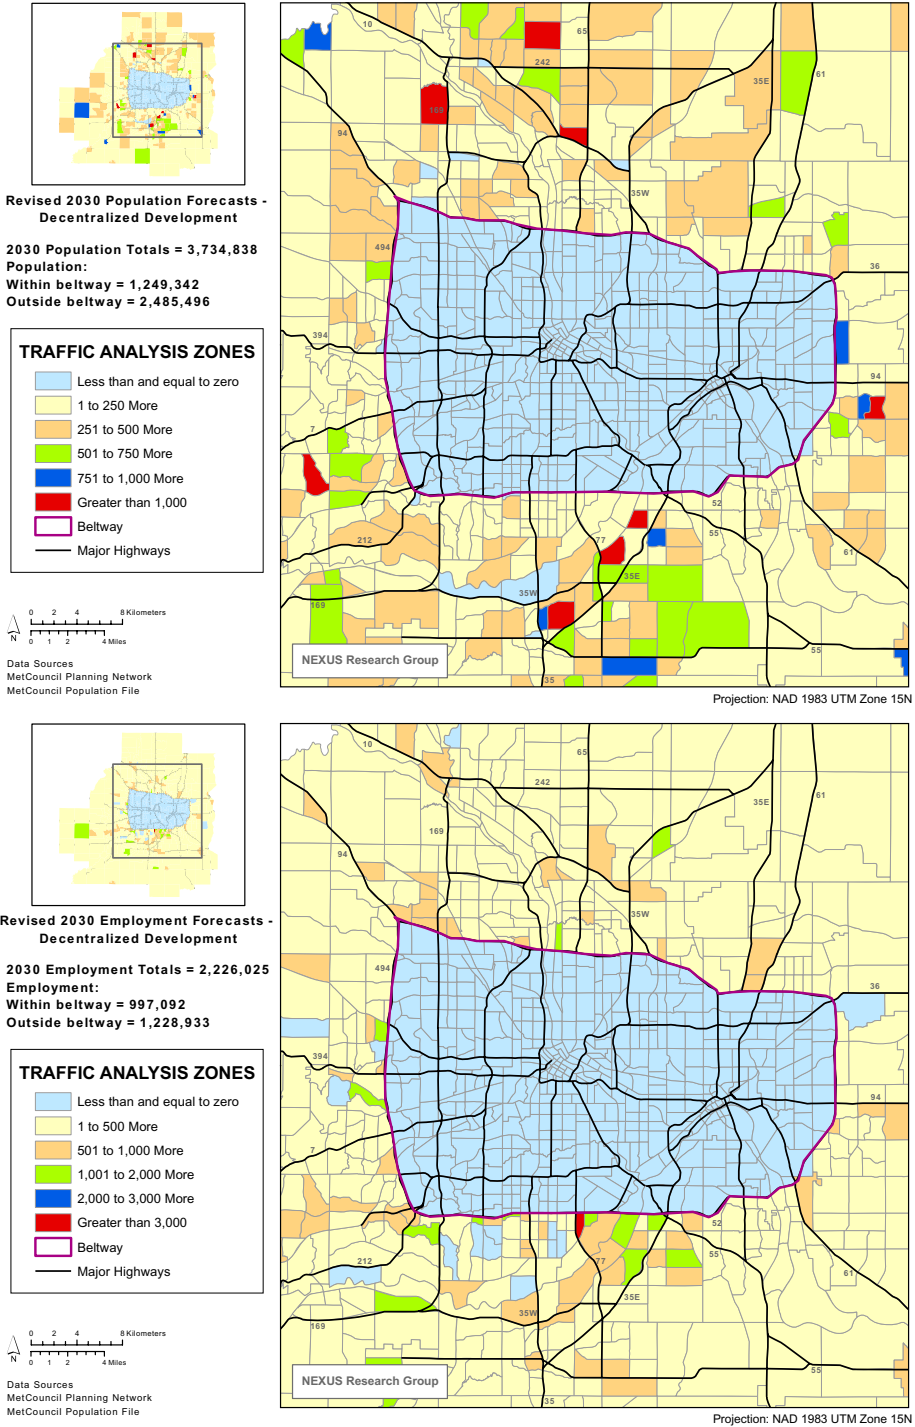 Revised 2030 Population Forecasts -
Decentralized Development
2030 Population Totals = 3,734,838
Population:
Within beltway = 1,249,342
Outside beltway = 2,485,496
TRAFFIC ANALYSIS ZONES
Less than and equal to zero
1 to 250 More
251 to 500 More
501 to 750 More
751 to 1,000 More
Greater than 1,000
Beltway
Major Highways
0 2 4 8 Kilometers
0 1 2 4 Miles
N
Data Sources
MetCouncil Planning Network
MetCouncil Population File
10
65
242
35E
61
169
94
35W
494
36
394
94
7
52
212
77
55
61
35E
169
35W
55
35
NEXUS Research Group
Projection: NAD 1983 UTM Zone 15N
Revised 2030 Employment Forecasts -
Decentralized Development
2030 Employment Totals = 2,226,025
Employment:
Within beltway = 997,092
Outside beltway = 1,228,933
TRAFFIC ANALYSIS ZONES
Less than and equal to zero
1 to 500 More
501 to 1,000 More
1,001 to 2,000 More
2,000 to 3,000 More
Greater than 3,000
Beltway
Major Highways
0 2 4 8 Kilometers
0 1 2 4 Miles
N
Data Sources
MetCouncil Planning Network
MetCouncil Population File
10
65
242
35E
61
169
94
35W
494
36
394
94
7
52
212
77
55
61
35E
169
35W
55
35
NEXUS Research Group
Projection: NAD 1983 UTM Zone 15N